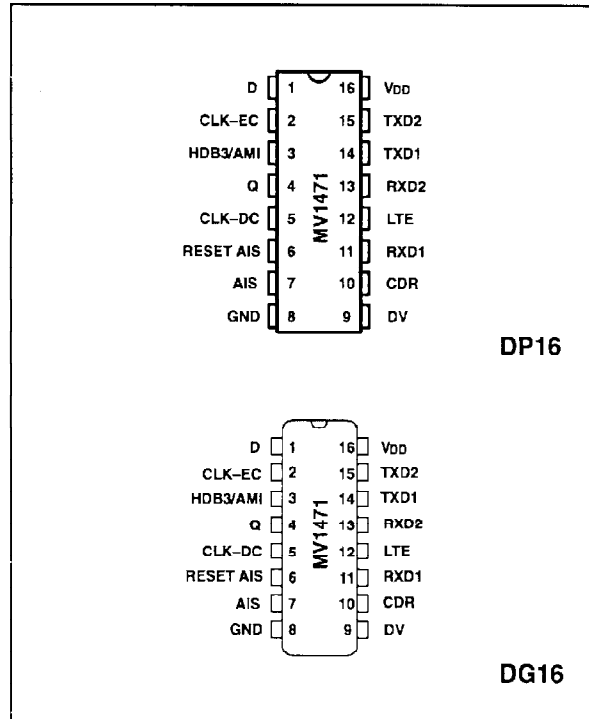 D 1 16 VDD
CLK-EC 2 15 TXD2
HDB3/AMI 3 14 TXD1
Q 4 13 RXD2
CLK-DC 5 12 LTE
RESET AIS 6 11 RXD1
AIS 7 10 CDR
GND 8 9 DV
MV1471
DP16
D 1 16 VDD
CLK-EC 2 15 TXD2
HDB3/AMI 3 14 TXD1
Q 4 13 RXD2
CLK-DC 5 12 LTE
RESET AIS 6 11 RXD1
AIS 7 10 CDR
GND 8 9 DV
MV1471
DG16